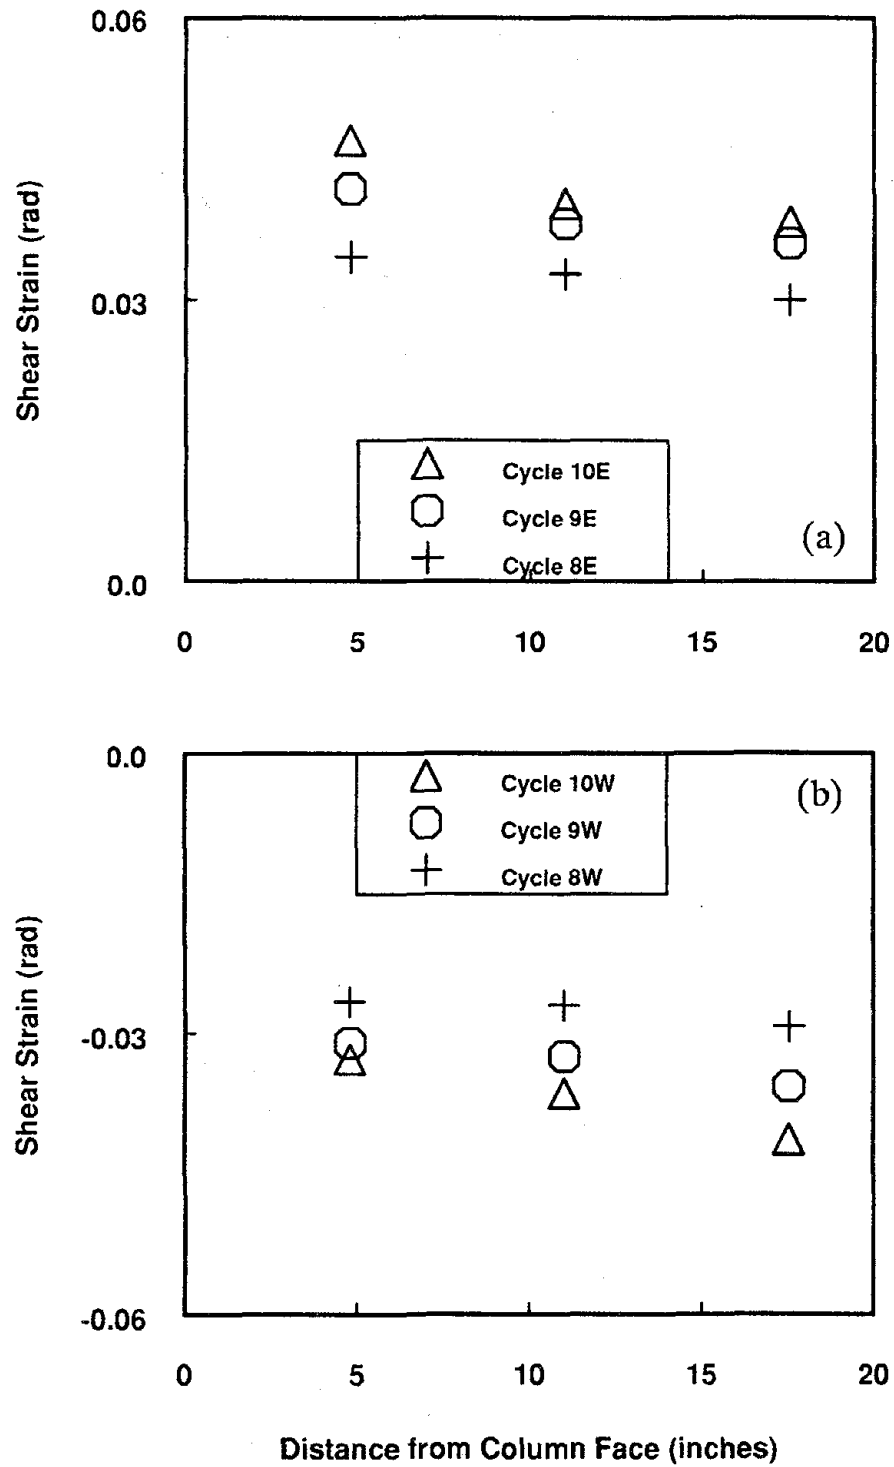 0.06
Shear Strain (rad)
0.03
Cycle 10E
Cycle 9E
(a)
Cycle 8E
0.0
0 5 10 15 20
0.0
Cycle 10W
(b)
Cycle 9W
Cycle 8W
Shear Strain (rad)
-0.03
-0.06
0 5 10 15 20
Distance from Column Face (inches)